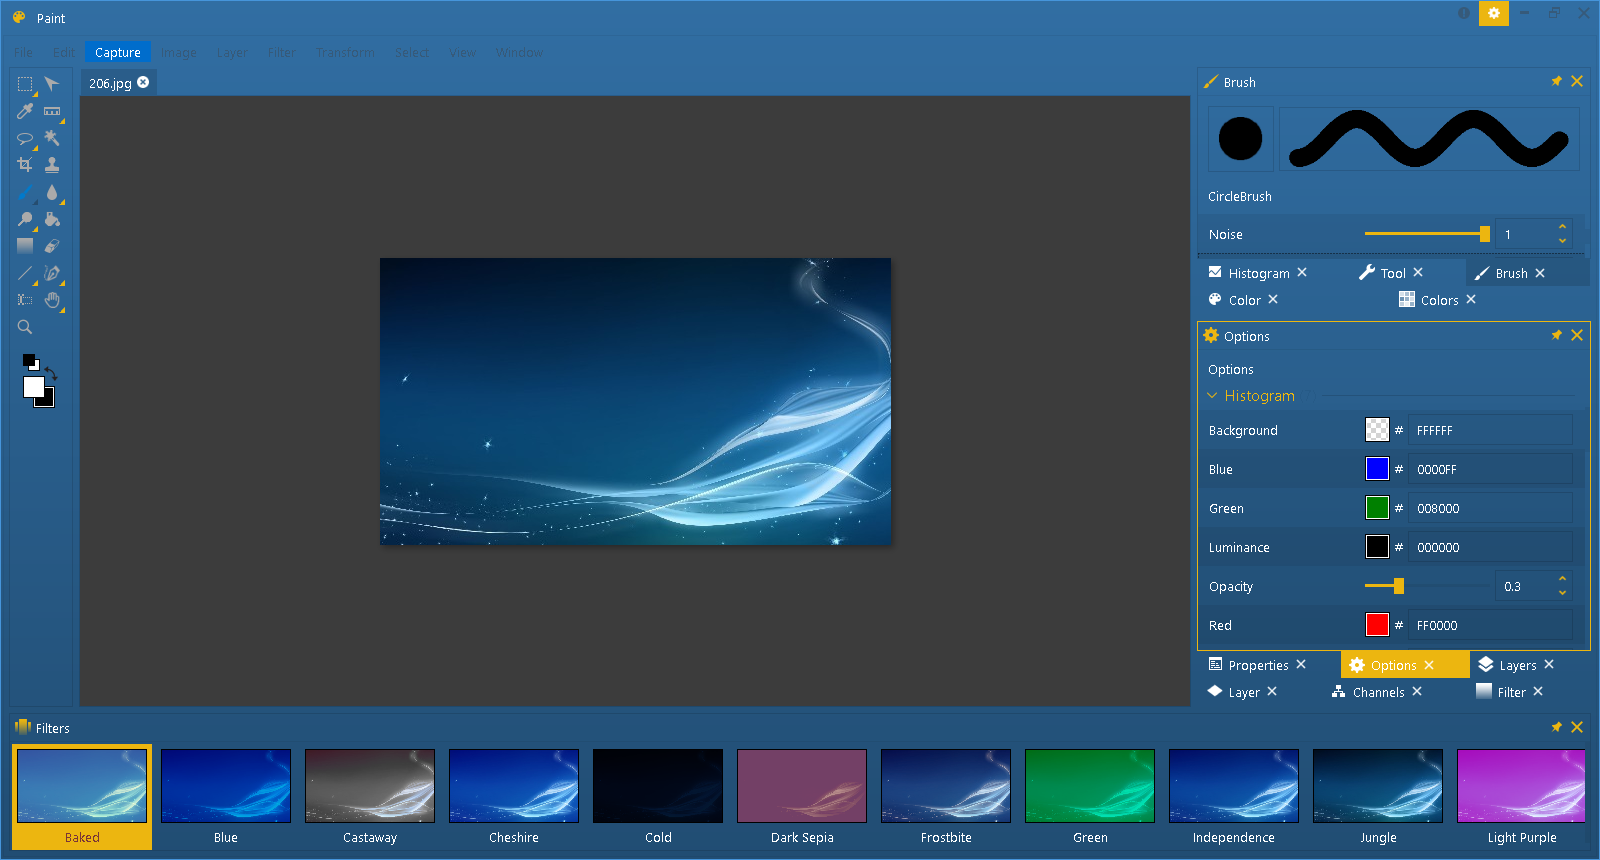 Paint
File Edit Capture Image Layer Filter Transform Select View Window
206.jpg
Brush
CircleBrush
Noise 1
Histogram Tool Brush
Color Colors
Options
Options
Histogram
Background # FFFFFF
Blue # 0000FF
Green # 008000
Luminance # 000000
Opacity 0.3
Red # FF0000
Properties Options Layers
Layer Channels Filter
Filters
Baked Blue Castaway Cheshire Cold Dark Sepia Frostbite Green Independence Jungle Light Purple